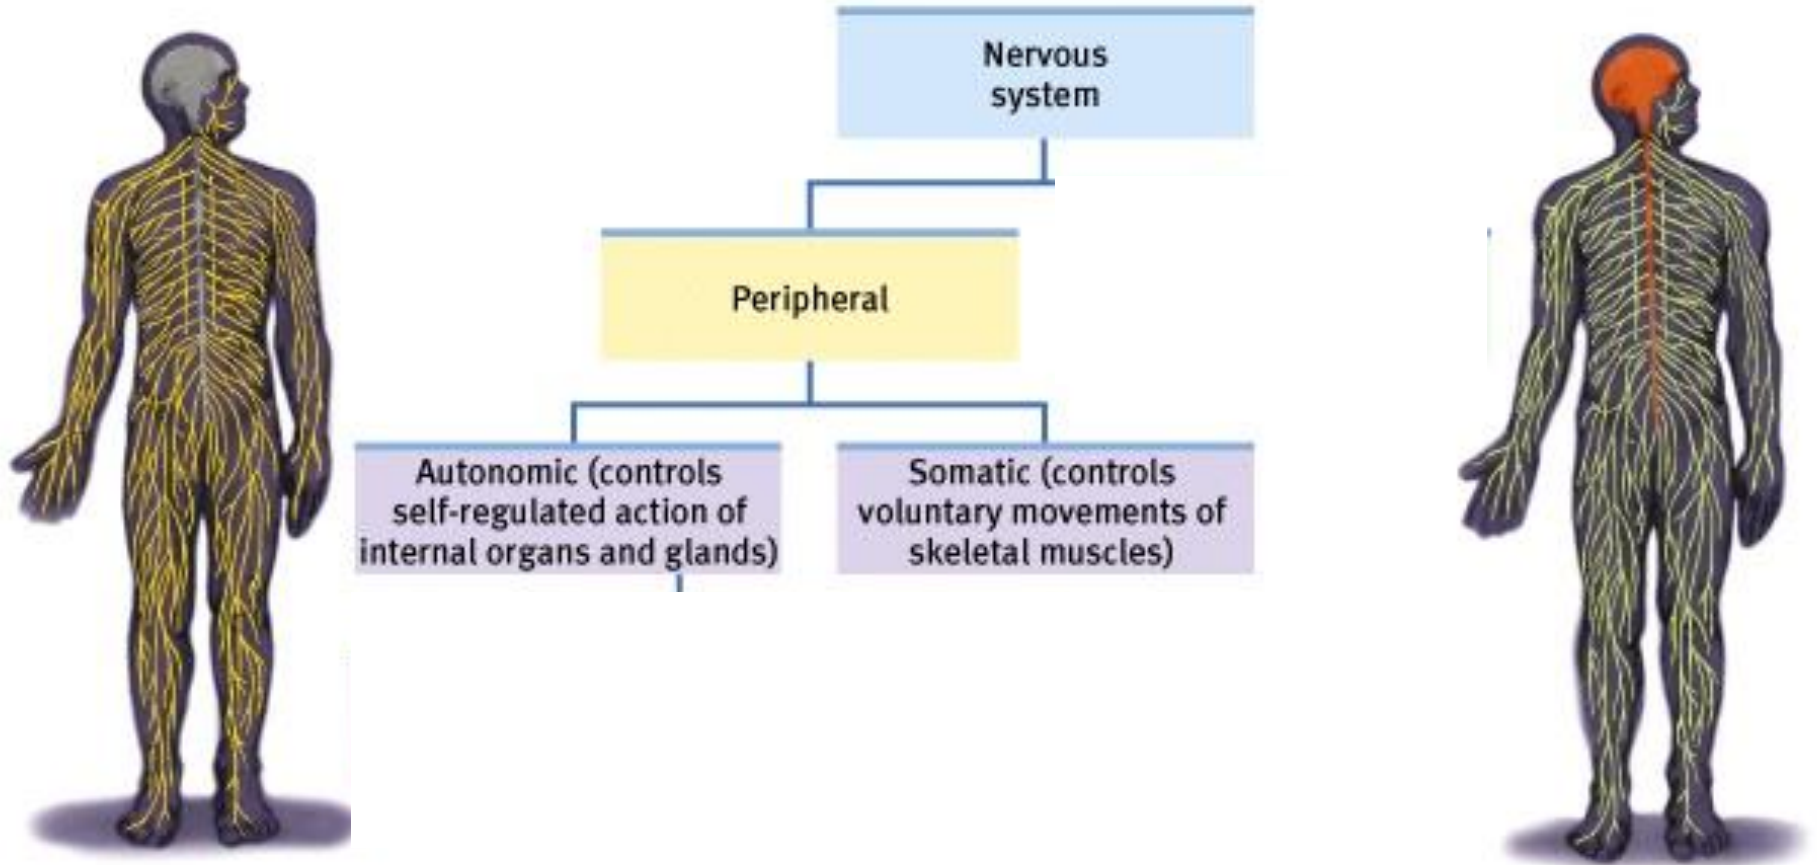 Nervous
system
Peripheral
Autonomic (controls
self-regulated action of
internal organs and glands)
Somatic (controls
voluntary movements of
skeletal muscles)